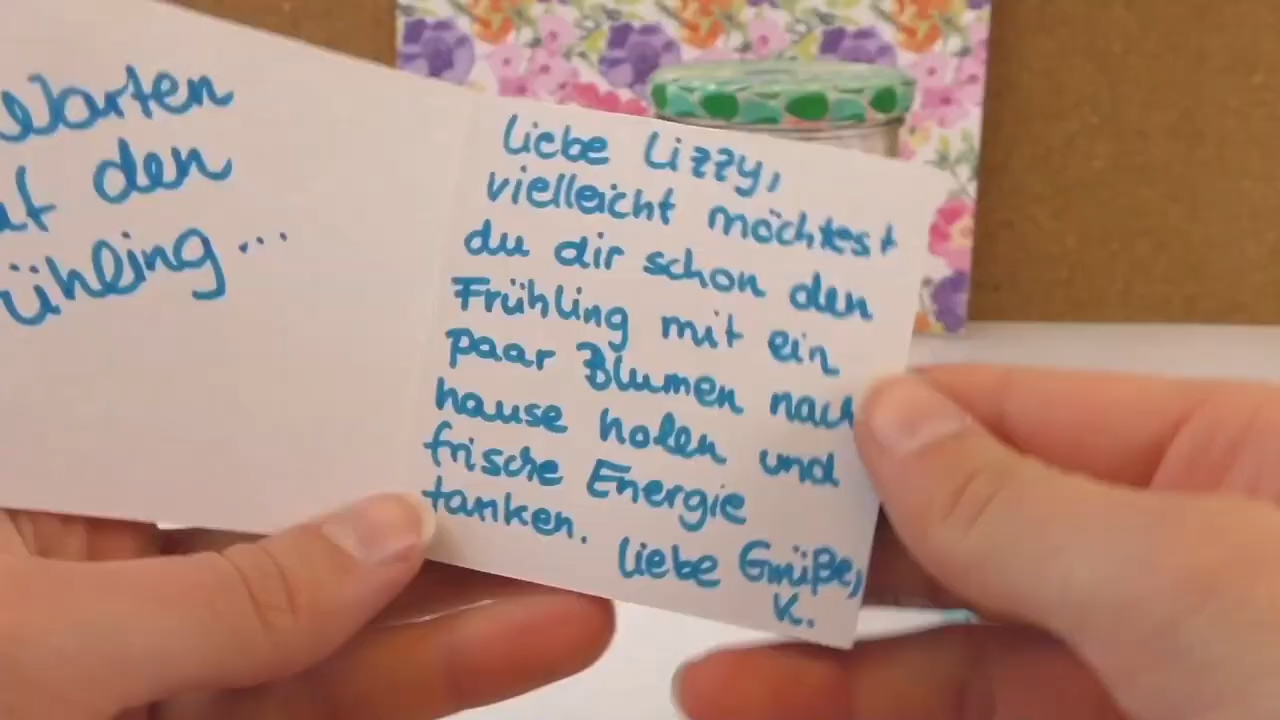 Warten
den
ühling...
Liebe Lizzy,
vielleicht möchtest
du dir schon den
Frühling mit ein
paar Blumen nach
hause holen und
frische Energie
tanken.
Liebe Grüße,
K.